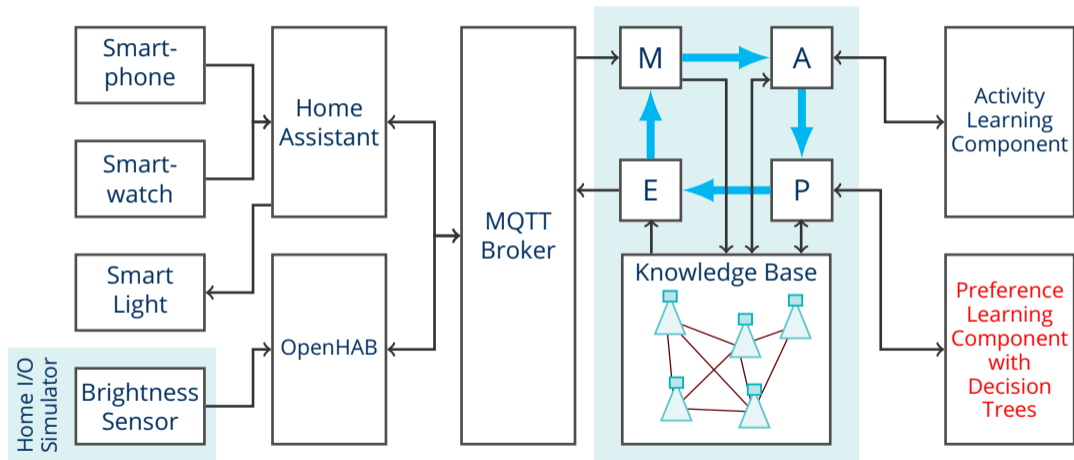 Smart-
phone
Smart-
watch
Smart
Light
Home I/O
Simulator
Brightness
Sensor
Home
Assistant
OpenHAB
MQTT
Broker
M
A
E
P
Knowledge Base
Activity
Learning
Component
Preference
Learning
Component
with
Decision
Trees